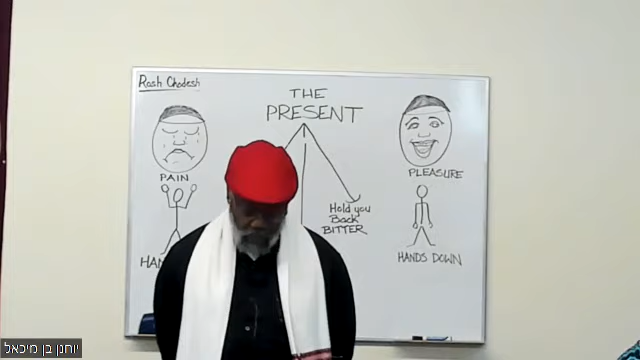 Rosh Chodesh
THE
PRESENT
PAIN
PLEASURE
Hold you
Back
BITTER
HANDS DOWN
יוחנן בן מיכאל